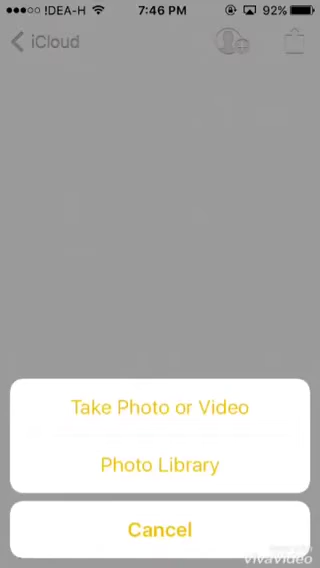 !DEA-H 7:46 PM 92%
iCloud
Take Photo or Video
Photo Library
Cancel
VivaVideo